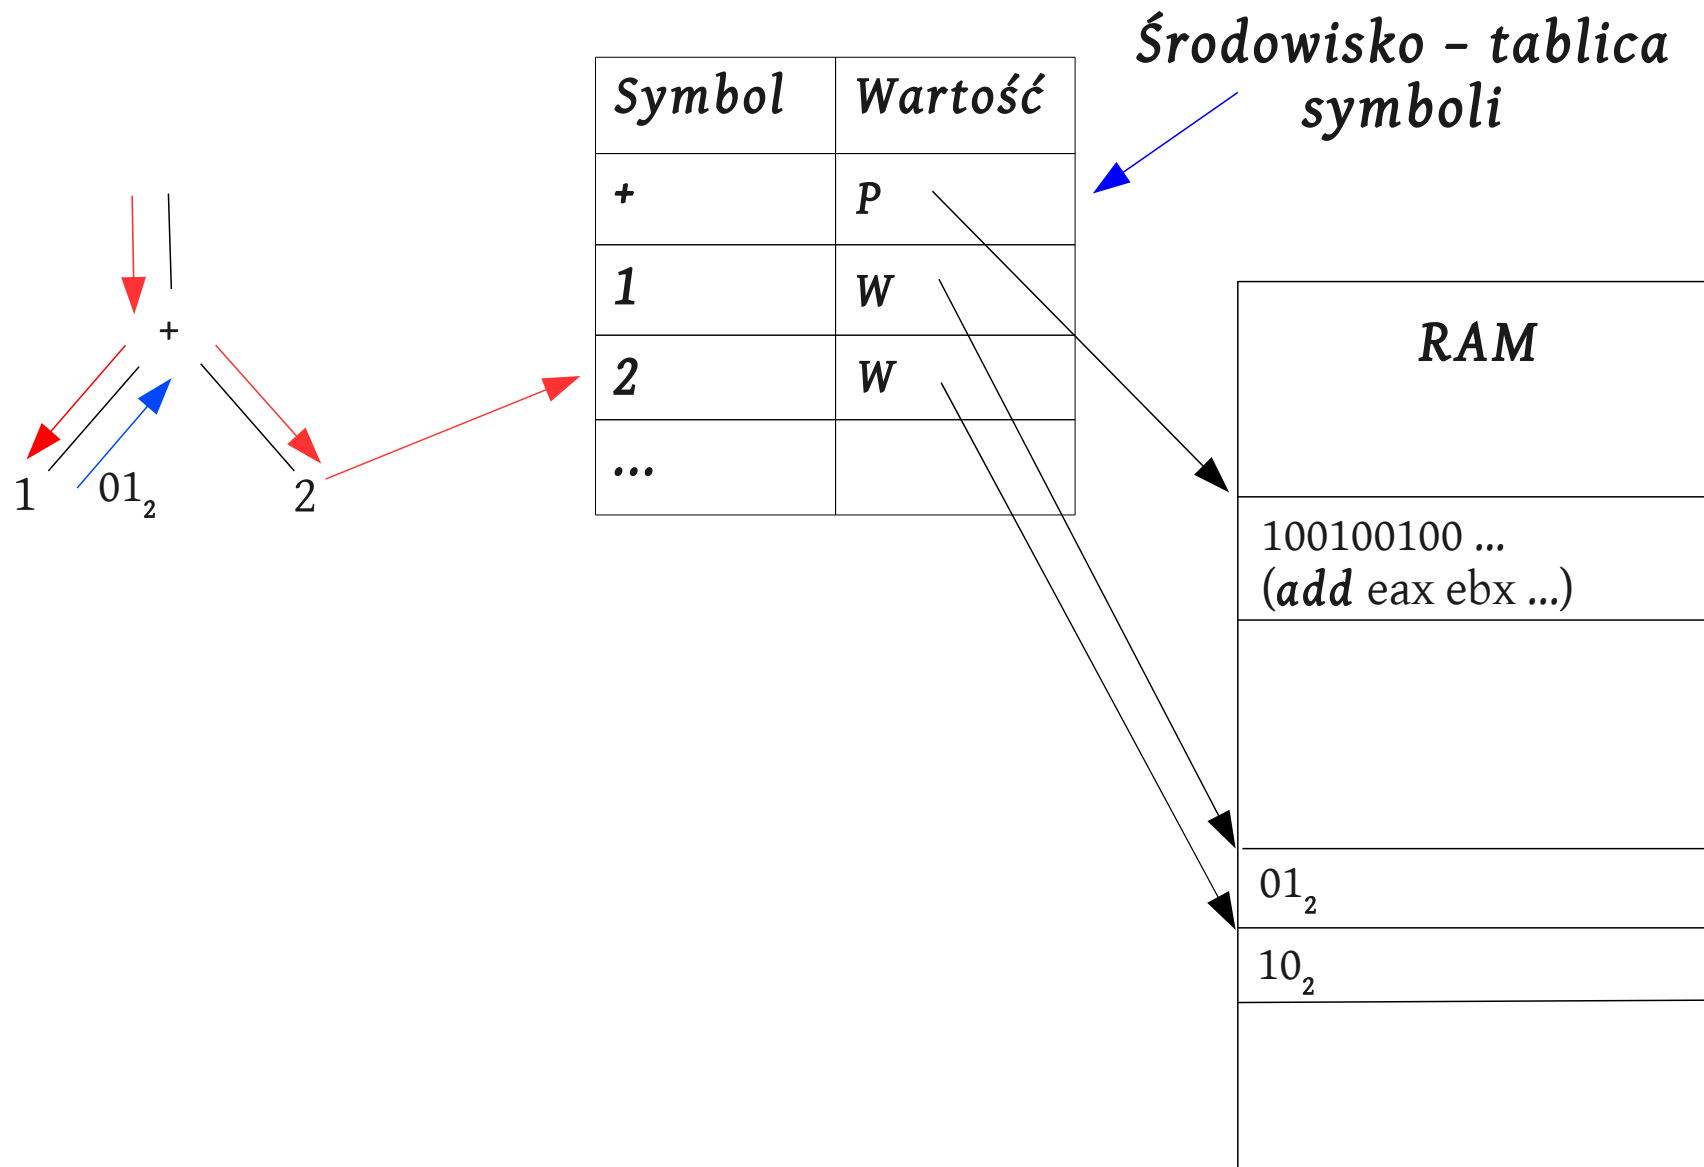 Środowisko – tablica
symboli
Symbol Wartość
+ P
1 W
2 W
...
+
1 01₂ 2
RAM
100100100 ...
(add eax ebx ...)
01₂
10₂